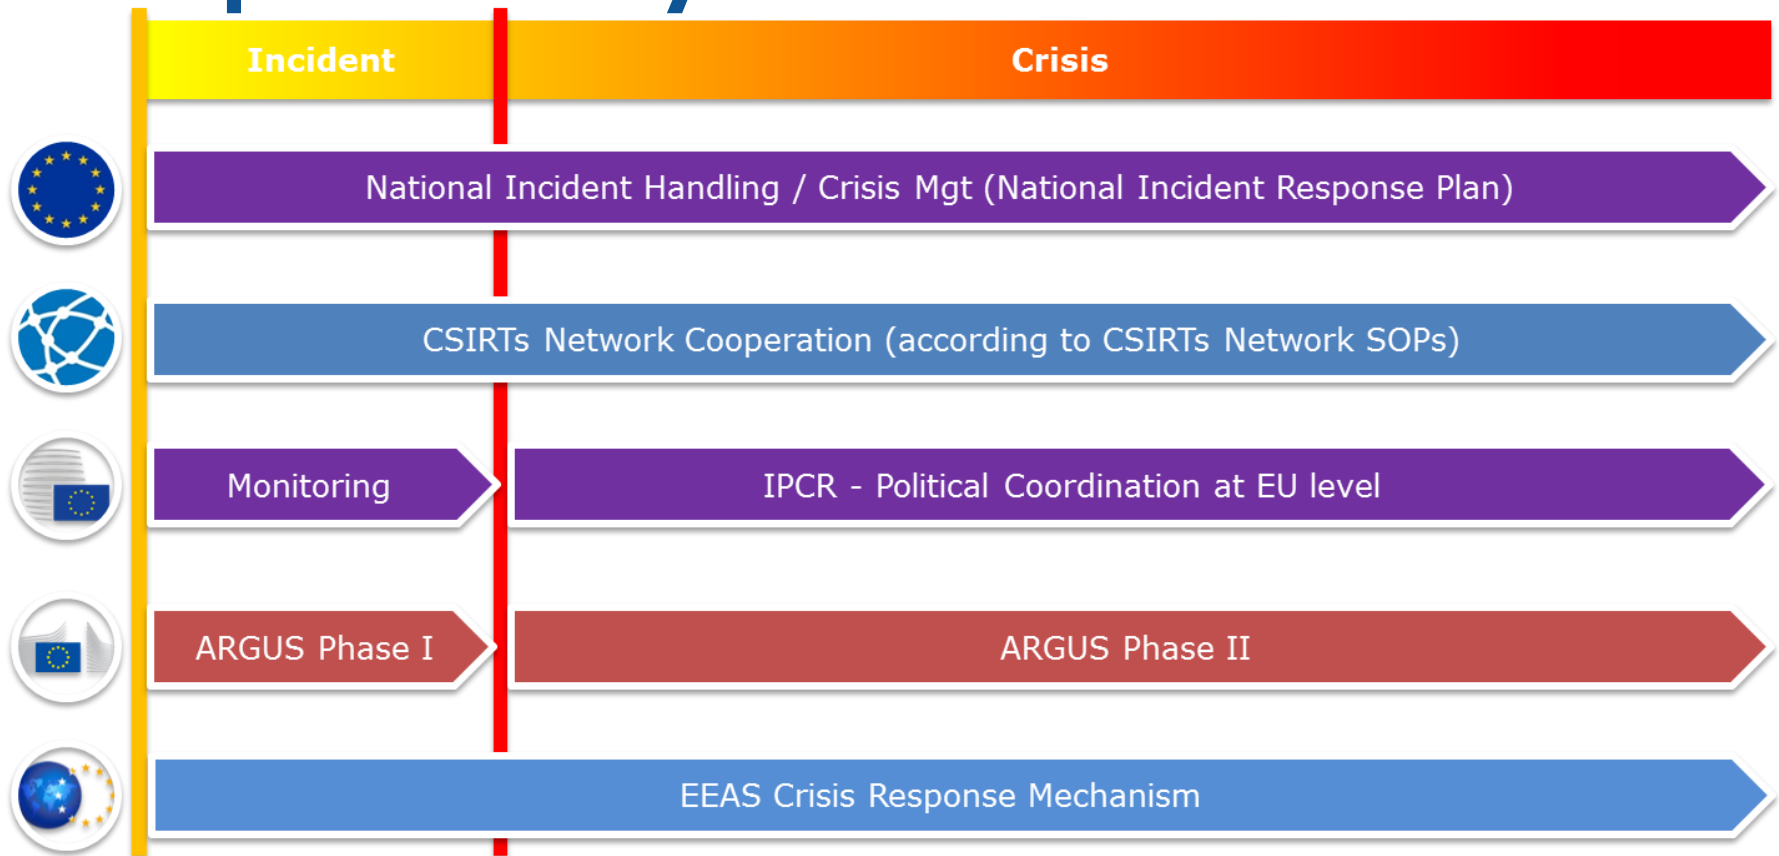 Incident
Crisis
National Incident Handling / Crisis Mgt (National Incident Response Plan)
CSIRTs Network Cooperation (according to CSIRTs Network SOPs)
Monitoring
IPCR - Political Coordination at EU level
ARGUS Phase I
ARGUS Phase II
EEAS Crisis Response Mechanism